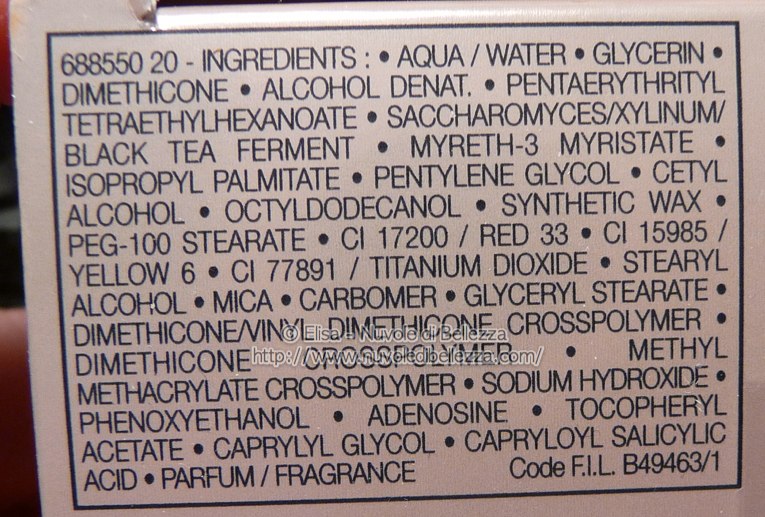 688550 20 - INGREDIENTS : • AQUA / WATER • GLYCERIN •
DIMETHICONE • ALCOHOL DENAT. • PENTAERYTHRITYL
TETRAETHYLHEXANOATE • SACCHAROMYCES/XYLINUM/
BLACK TEA FERMENT • MYRETH-3 MYRISTATE •
ISOPROPYL PALMITATE • PENTYLENE GLYCOL • CETYL
ALCOHOL • OCTYLDODECANOL • SYNTHETIC WAX •
PEG-100 STEARATE • CI 17200 / RED 33 • CI 15985 /
YELLOW 6 • CI 77891 / TITANIUM DIOXIDE • STEARYL
ALCOHOL • MICA • CARBOMER • GLYCERYL STEARATE •
DIMETHICONE/VINYL DIMETHICONE CROSSPOLYMER •
© Elisa - Nuvole di Bellezza
DIMETHICONE CROSSPOLYMER • METHYL
http://www.nuvoledibellezza.com/
METHACRYLATE CROSSPOLYMER • SODIUM HYDROXIDE •
PHENOXYETHANOL • ADENOSINE • TOCOPHERYL
ACETATE • CAPRYLYL GLYCOL • CAPRYLOYL SALICYLIC
ACID • PARFUM / FRAGRANCE Code F.I.L. B49463/1